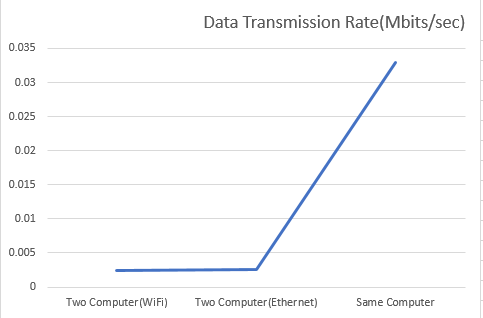 Data Transmission Rate(Mbits/sec)
0.035
0.03
0.025
0.02
0.015
0.01
0.005
0
Two Computer(WiFi)
Two Computer(Ethernet)
Same Computer